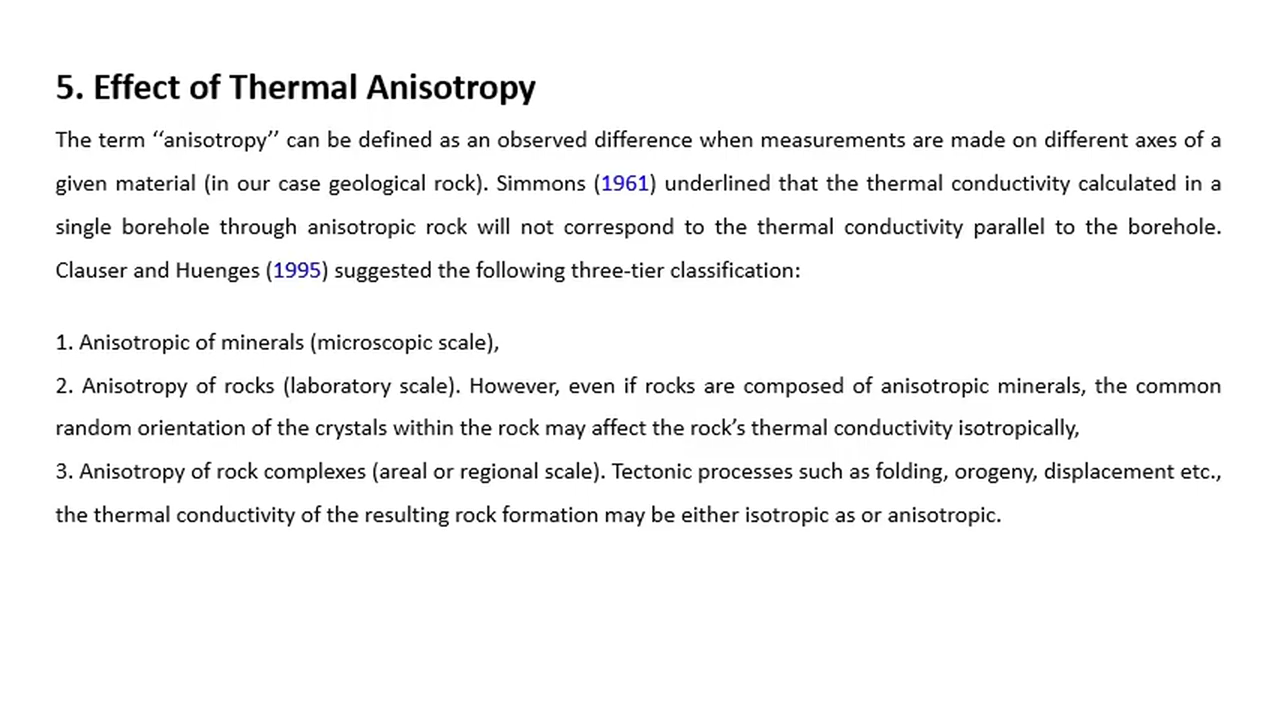 5. Effect of Thermal Anisotropy
The term ‘‘anisotropy’’ can be defined as an observed difference when measurements are made on different axes of a
given material (in our case geological rock). Simmons (1961) underlined that the thermal conductivity calculated in a
single borehole through anisotropic rock will not correspond to the thermal conductivity parallel to the borehole.
Clauser and Huenges (1995) suggested the following three-tier classification:
1. Anisotropic of minerals (microscopic scale),
2. Anisotropy of rocks (laboratory scale). However, even if rocks are composed of anisotropic minerals, the common
random orientation of the crystals within the rock may affect the rock’s thermal conductivity isotropically,
3. Anisotropy of rock complexes (areal or regional scale). Tectonic processes such as folding, orogeny, displacement etc.,
the thermal conductivity of the resulting rock formation may be either isotropic as or anisotropic.